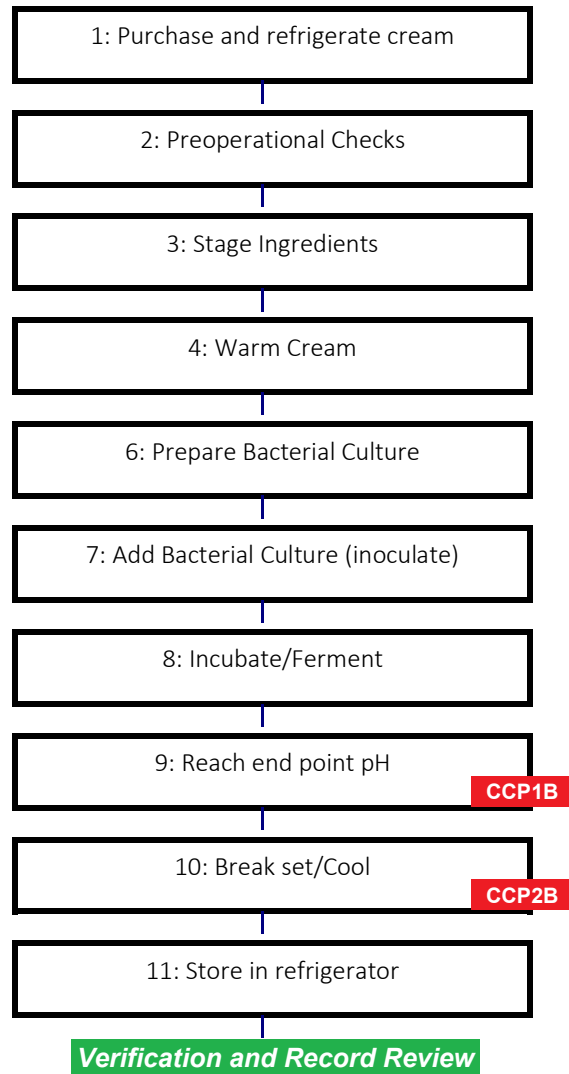 1: Purchase and refrigerate cream
2: Preoperational Checks
3: Stage Ingredients
4: Warm Cream
6: Prepare Bacterial Culture
7: Add Bacterial Culture (inoculate)
8: Incubate/Ferment
9: Reach end point pH
CCP1B
10: Break set/Cool
CCP2B
11: Store in refrigerator
Verification and Record Review